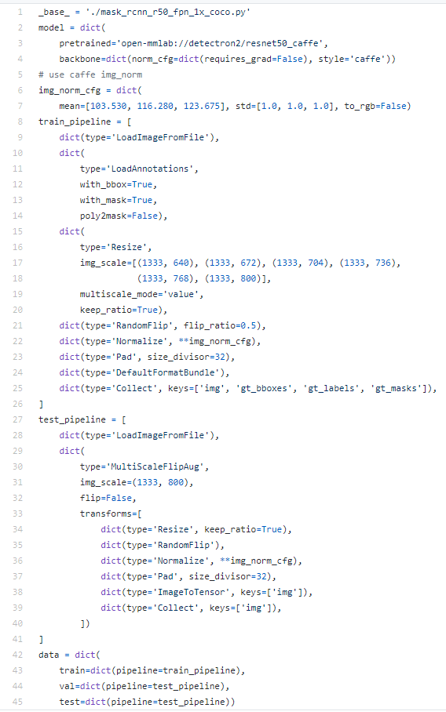 1 _base_ = './mask_rcnn_r50_fpn_1x_coco.py'
2 model = dict(
3     pretrained='open-mmlab://detectron2/resnet50_caffe',
4     backbone=dict(norm_cfg=dict(requires_grad=False), style='caffe'))
5 # use caffe img_norm
6 img_norm_cfg = dict(
7     mean=[103.530, 116.280, 123.675], std=[1.0, 1.0, 1.0], to_rgb=False)
8 train_pipeline = [
9     dict(type='LoadImageFromFile'),
10     dict(
11         type='LoadAnnotations',
12         with_bbox=True,
13         with_mask=True,
14         poly2mask=False),
15     dict(
16         type='Resize',
17         img_scale=[(1333, 640), (1333, 672), (1333, 704), (1333, 736),
18                    (1333, 768), (1333, 800)],
19         multiscale_mode='value',
20         keep_ratio=True),
21     dict(type='RandomFlip', flip_ratio=0.5),
22     dict(type='Normalize', **img_norm_cfg),
23     dict(type='Pad', size_divisor=32),
24     dict(type='DefaultFormatBundle'),
25     dict(type='Collect', keys=['img', 'gt_bboxes', 'gt_labels', 'gt_masks']),
26 ]
27 test_pipeline = [
28     dict(type='LoadImageFromFile'),
29     dict(
30         type='MultiScaleFlipAug',
31         img_scale=(1333, 800),
32         flip=False,
33         transforms=[
34             dict(type='Resize', keep_ratio=True),
35             dict(type='RandomFlip'),
36             dict(type='Normalize', **img_norm_cfg),
37             dict(type='Pad', size_divisor=32),
38             dict(type='ImageToTensor', keys=['img']),
39             dict(type='Collect', keys=['img']),
40         ])
41 ]
42 data = dict(
43     train=dict(pipeline=train_pipeline),
44     val=dict(pipeline=test_pipeline),
45     test=dict(pipeline=test_pipeline))